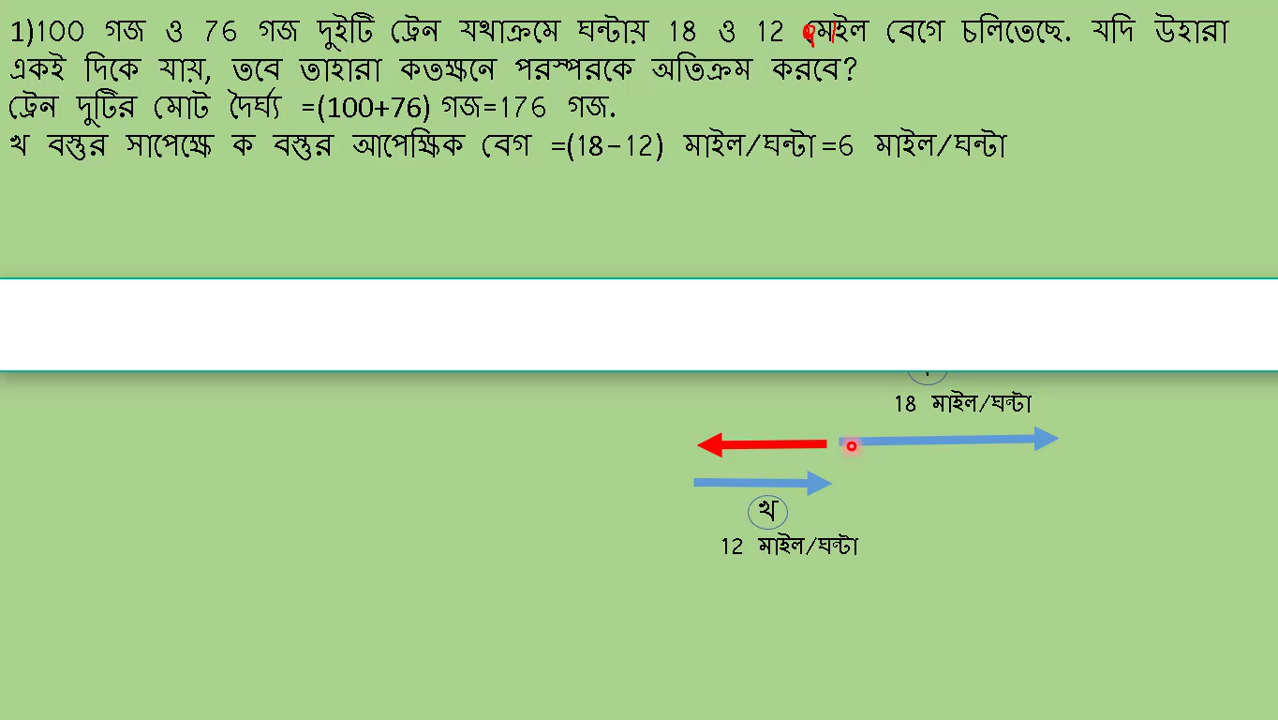 1)100 গজ ও 76 গজ দুইটি ট্রেন যথাক্রমে ঘন্টায় 18 ও 12 মেইল বেগে চলিতেছে. যদি উহারা
একই দিকে যায়, তবে তাহারা কতক্ষনে পরস্পরকে অতিক্রম করবে?
ট্রেন দুটির মোট দৈর্ঘ্য =(100+76) গজ=176 গজ.
খ বস্তুর সাপেক্ষে ক বস্তুর আপেক্ষিক বেগ =(18-12) মাইল/ঘন্টা =6 মাইল/ঘন্টা
18 মাইল/ঘন্টা
খ
12 মাইল/ঘন্টা